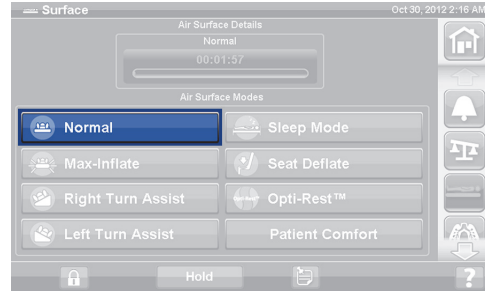 Surface
Oct 30, 2012 2:16 AM
Air Surface Details
Normal
00:01:57
Air Surface Modes
Normal
Sleep Mode
Max-Inflate
Seat Deflate
Right Turn Assist
Opti-Rest™
Left Turn Assist
Patient Comfort
Hold
?